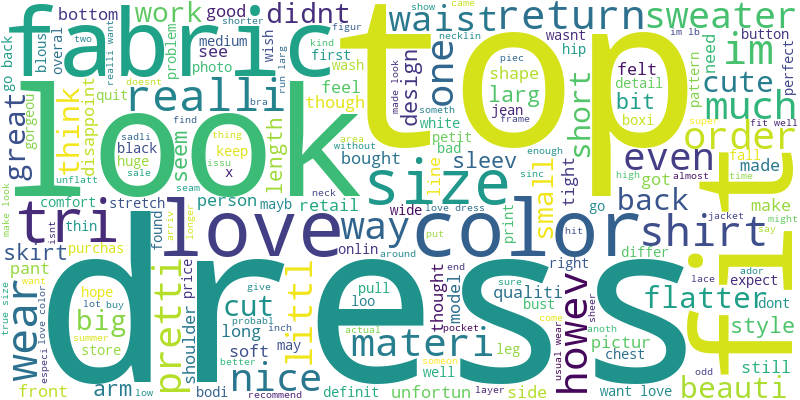 fabric
top
look
dress
love
color
fit
size
tri
realli
return
sweater
shirt
materi
howev
pretti
wear
nice
littl
waist
way
back
even
order
much
im
one
cute
work
didnt
great
think
seem
short
small
big
cut
flatter
beauti
style
still
qualiti
sleev
design
larg
bit
felt
shape
jean
petit
bad
white
bought
length
feel
though
wash
wish
first
medium
see
good
photo
problem
overal
blous
bottom
go back
shorter
kind
figur
run larg
bra
quit
disappoint
gorgeou
huge
black
sadli
find
thing
keep
issu
sale
x
unflatt
seam
neck
make look
comfort
stretch
person
mayb
retail
wide
tight
line
thin
found
isnt
arriv
longer
purchas
skirt
pant
want
true size
especi love color
hope
lot
buy
summer
store
front
arm
low
bodi
probabl
long
soft
shoulder
price
give
better
recommend
inch
may
onlin
around
love dress
put
print
go
hit
right
end
thought
model
pocket
sure
bust
come
someon
well
leg
layer
side
unfortun
definit
actual
pull
loo
usual wear
anoth
sheer
pictur
chest
want love
odd
differ
lace
ador
expect
dont
make
might
say
jacket
got
almost
made
time
high
fall
super
fit well
pattern
need
detail
boxi
button
perfect
im lb
hip
wasnt
necklin
came
show
piec
someth
made look
frame
without
area
enough
sinc
doesnt
realli want
two